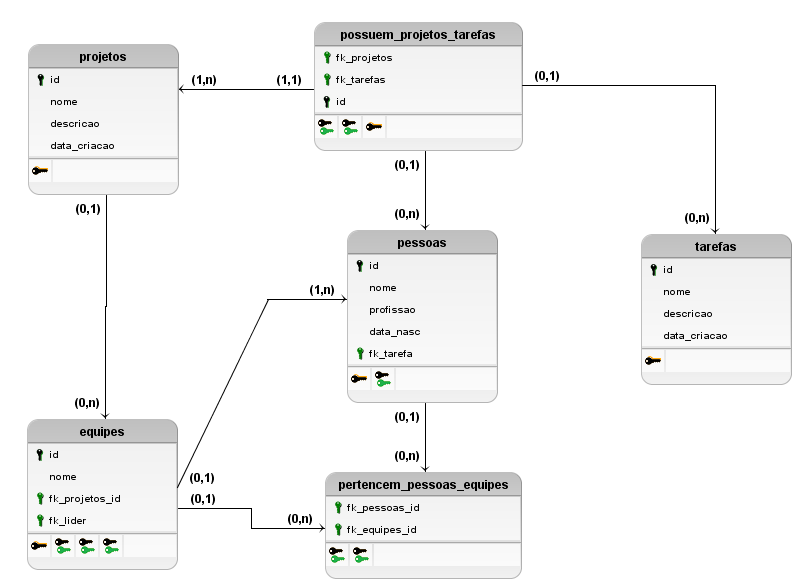 possuem_projetos_tarefas
fk_projetos
fk_tarefas
id
projetos
id
nome
descricao
data_criacao
(1,n)
(1,1)
(0,1)
(0,1)
(0,1)
(0,n)
(0,n)
pessoas
id
nome
profissao
data_nasc
fk_tarefa
tarefas
id
nome
descricao
data_criacao
(1,n)
(0,n)
(0,1)
(0,n)
equipes
id
nome
fk_projetos_id
fk_lider
(0,1)
(0,1)
(0,n)
pertencem_pessoas_equipes
fk_pessoas_id
fk_equipes_id